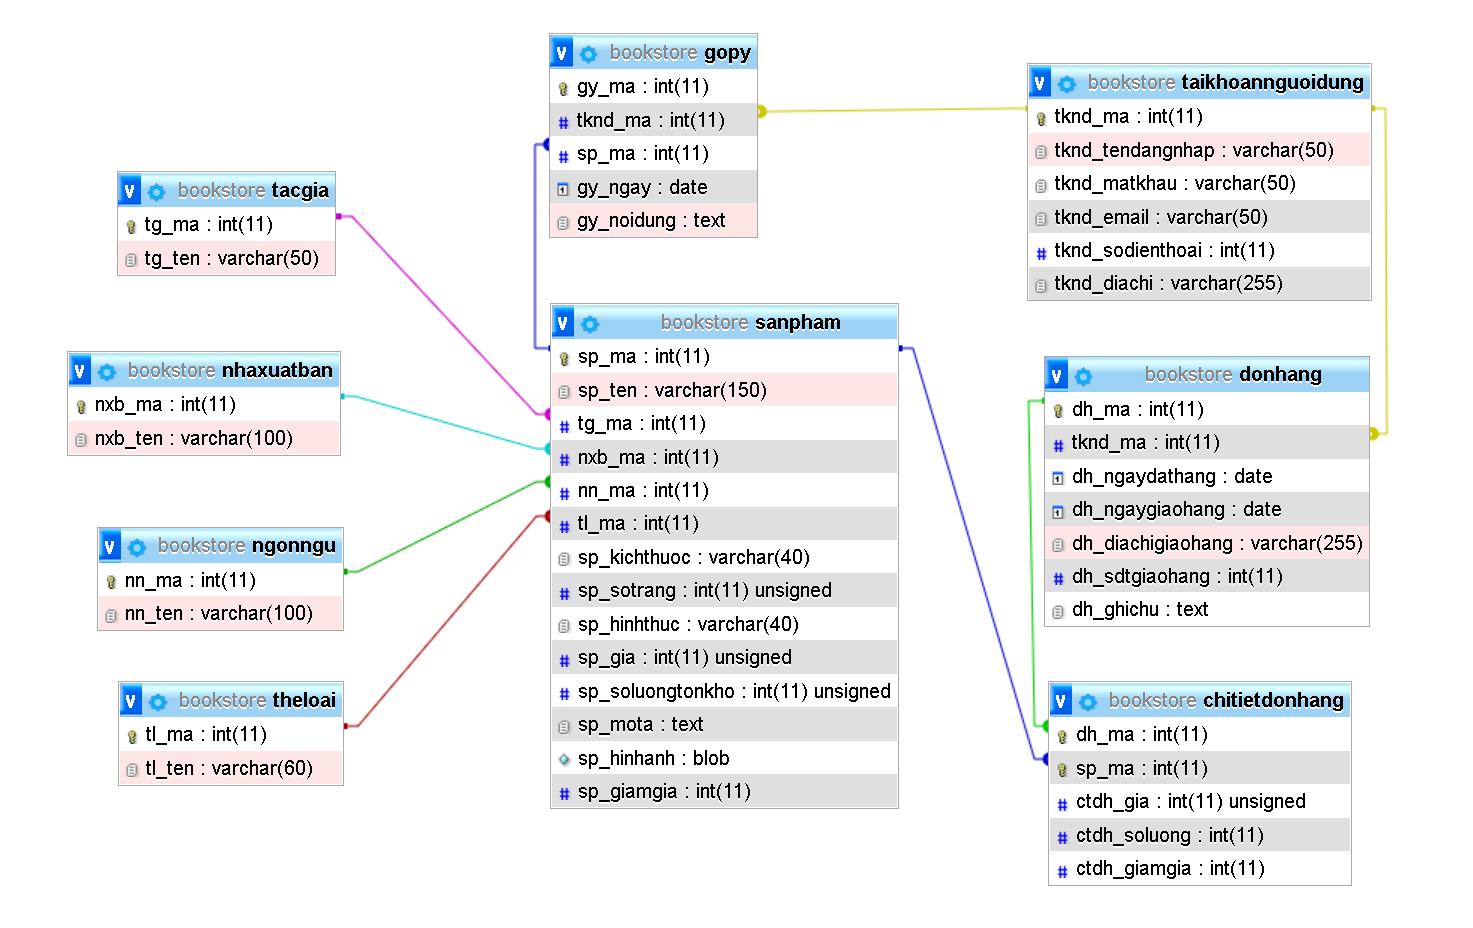 bookstore gopy
gy_ma : int(11)
tknd_ma : int(11)
sp_ma : int(11)
gy_ngay : date
gy_noidung : text
bookstore taikhoannguoidung
tknd_ma : int(11)
tknd_tendangnhap : varchar(50)
tknd_matkhau : varchar(50)
tknd_email : varchar(50)
tknd_sodienthoai : int(11)
tknd_diachi : varchar(255)
bookstore tacgia
tg_ma : int(11)
tg_ten : varchar(50)
bookstore nhaxuatban
nxb_ma : int(11)
nxb_ten : varchar(100)
bookstore ngonngu
nn_ma : int(11)
nn_ten : varchar(100)
bookstore theloai
tl_ma : int(11)
tl_ten : varchar(60)
bookstore sanpham
sp_ma : int(11)
sp_ten : varchar(150)
tg_ma : int(11)
nxb_ma : int(11)
nn_ma : int(11)
tl_ma : int(11)
sp_kichthuoc : varchar(40)
sp_sotrang : int(11) unsigned
sp_hinhthuc : varchar(40)
sp_gia : int(11) unsigned
sp_soluongtonkho : int(11) unsigned
sp_mota : text
sp_hinhanh : blob
sp_giamgia : int(11)
bookstore donhang
dh_ma : int(11)
tknd_ma : int(11)
dh_ngaydathang : date
dh_ngaygiaohang : date
dh_diachigiaohang : varchar(255)
dh_sdtgiaohang : int(11)
dh_ghichu : text
bookstore chitietdonhang
dh_ma : int(11)
sp_ma : int(11)
ctdh_gia : int(11) unsigned
ctdh_soluong : int(11)
ctdh_giamgia : int(11)